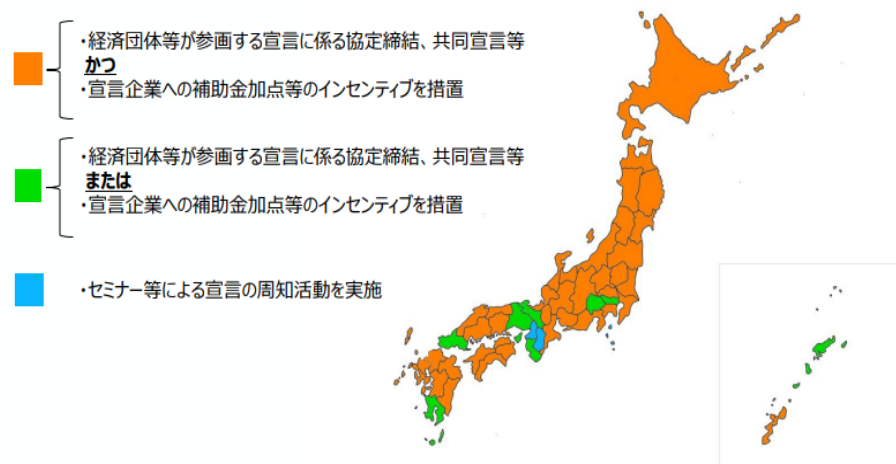 ・経済団体等が参画する宣言に係る協定締結、共同宣言等
かつ
・宣言企業への補助金加点等のインセンティブを措置
・経済団体等が参画する宣言に係る協定締結、共同宣言等
または
・宣言企業への補助金加点等のインセンティブを措置
・セミナー等による宣言の周知活動を実施